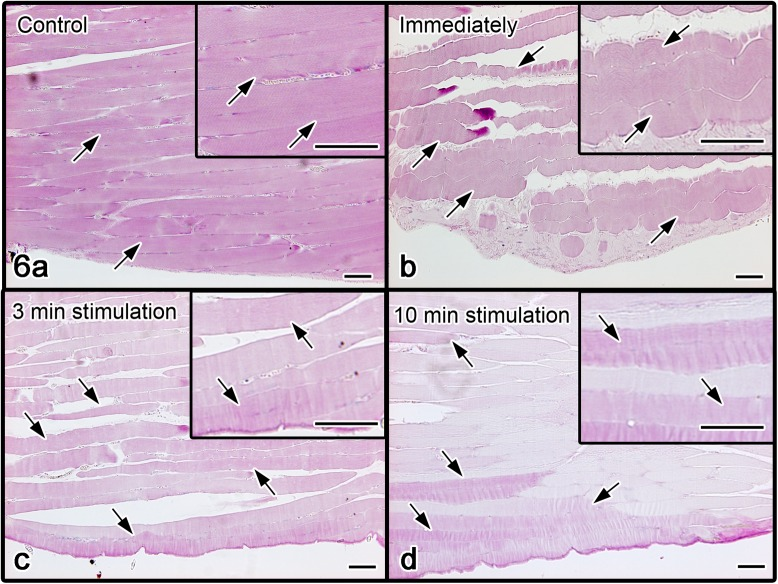 Control
6a
Immediately
b
3 min stimulation
c
10 min stimulation
d